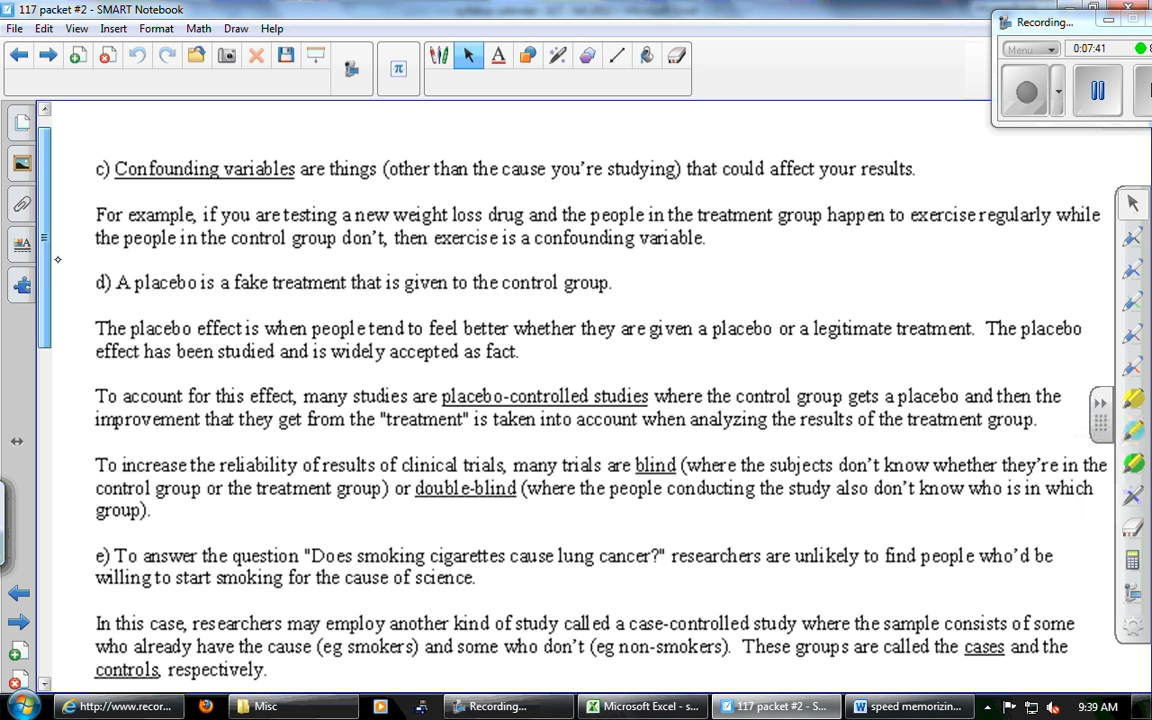 117 packet #2 - SMART Notebook
File Edit View Insert Format Math Draw Help
Recording...
Menu
0:07:41
π
A
c) Confounding variables are things (other than the cause you're studying) that could affect your results.
For example, if you are testing a new weight loss drug and the people in the treatment group happen to exercise regularly while
the people in the control group don't, then exercise is a confounding variable.
d) A placebo is a fake treatment that is given to the control group.
The placebo effect is when people tend to feel better whether they are given a placebo or a legitimate treatment. The placebo
effect has been studied and is widely accepted as fact.
To account for this effect, many studies are placebo-controlled studies where the control group gets a placebo and then the
improvement that they get from the "treatment" is taken into account when analyzing the results of the treatment group.
To increase the reliability of results of clinical trials, many trials are blind (where the subjects don't know whether they're in the
control group or the treatment group) or double-blind (where the people conducting the study also don't know who is in which
group).
e) To answer the question "Does smoking cigarettes cause lung cancer?" researchers are unlikely to find people who'd be
willing to start smoking for the cause of science.
In this case, researchers may employ another kind of study called a case-controlled study where the sample consists of some
who already have the cause (eg smokers) and some who don't (eg non-smokers). These groups are called the cases and the
controls, respectively.
http://www.recor...
Misc
Recording...
Microsoft Excel - s...
117 packet #2 - S...
speed memorizin...
9:39 AM